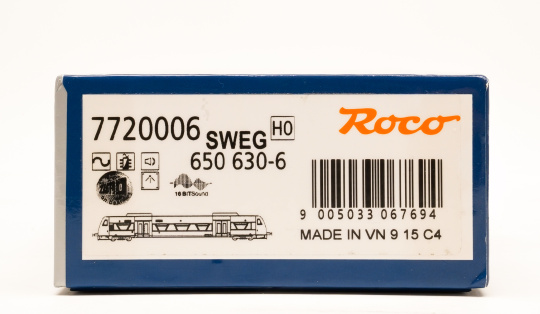 7720006 SWEG H0
650 630-6
Roco
16 BITSound
9 005033 067694
MADE IN VN 9 15 C4